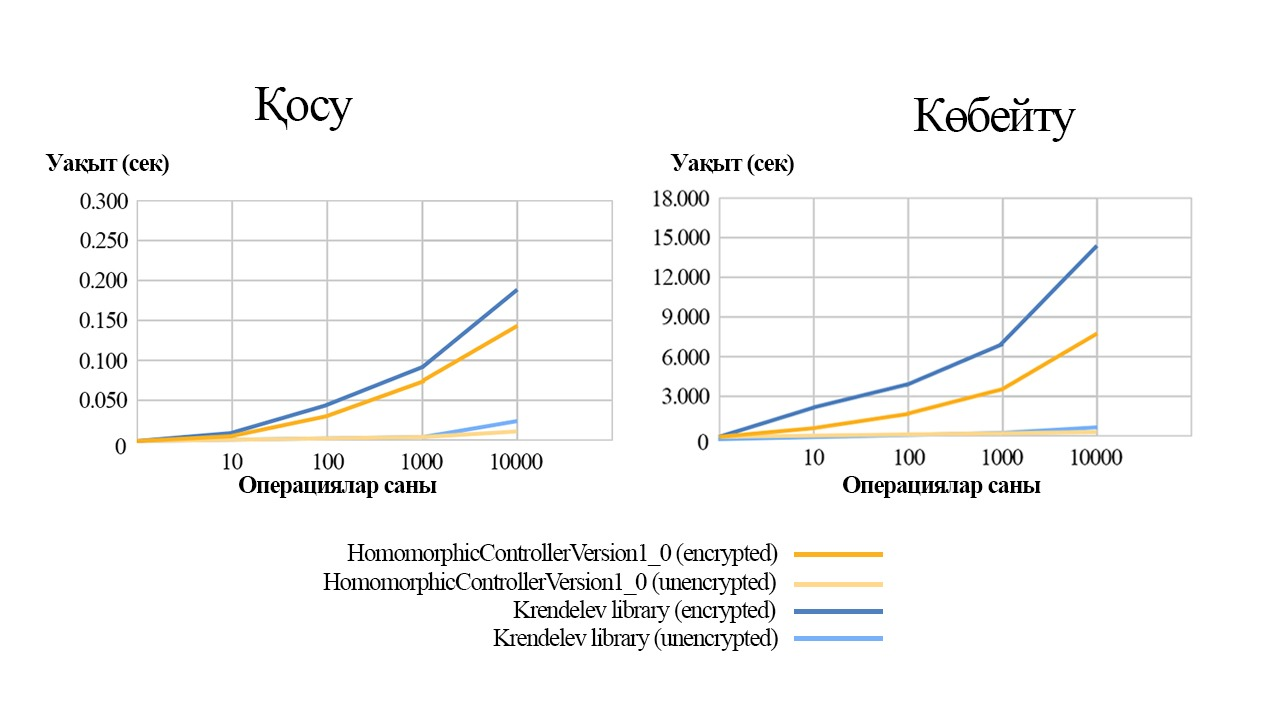 Қосу
Уақыт (сек)
0.300
0.250
0.200
0.150
0.100
0.050
0
10 100 1000 10000
Операциялар саны
Көбейту
Уақыт (сек)
18.000
15.000
12.000
9.000
6.000
3.000
0
10 100 1000 10000
Операциялар саны
HomomorphicControllerVersion1_0 (encrypted)
HomomorphicControllerVersion1_0 (unencrypted)
Krendelev library (encrypted)
Krendelev library (unencrypted)